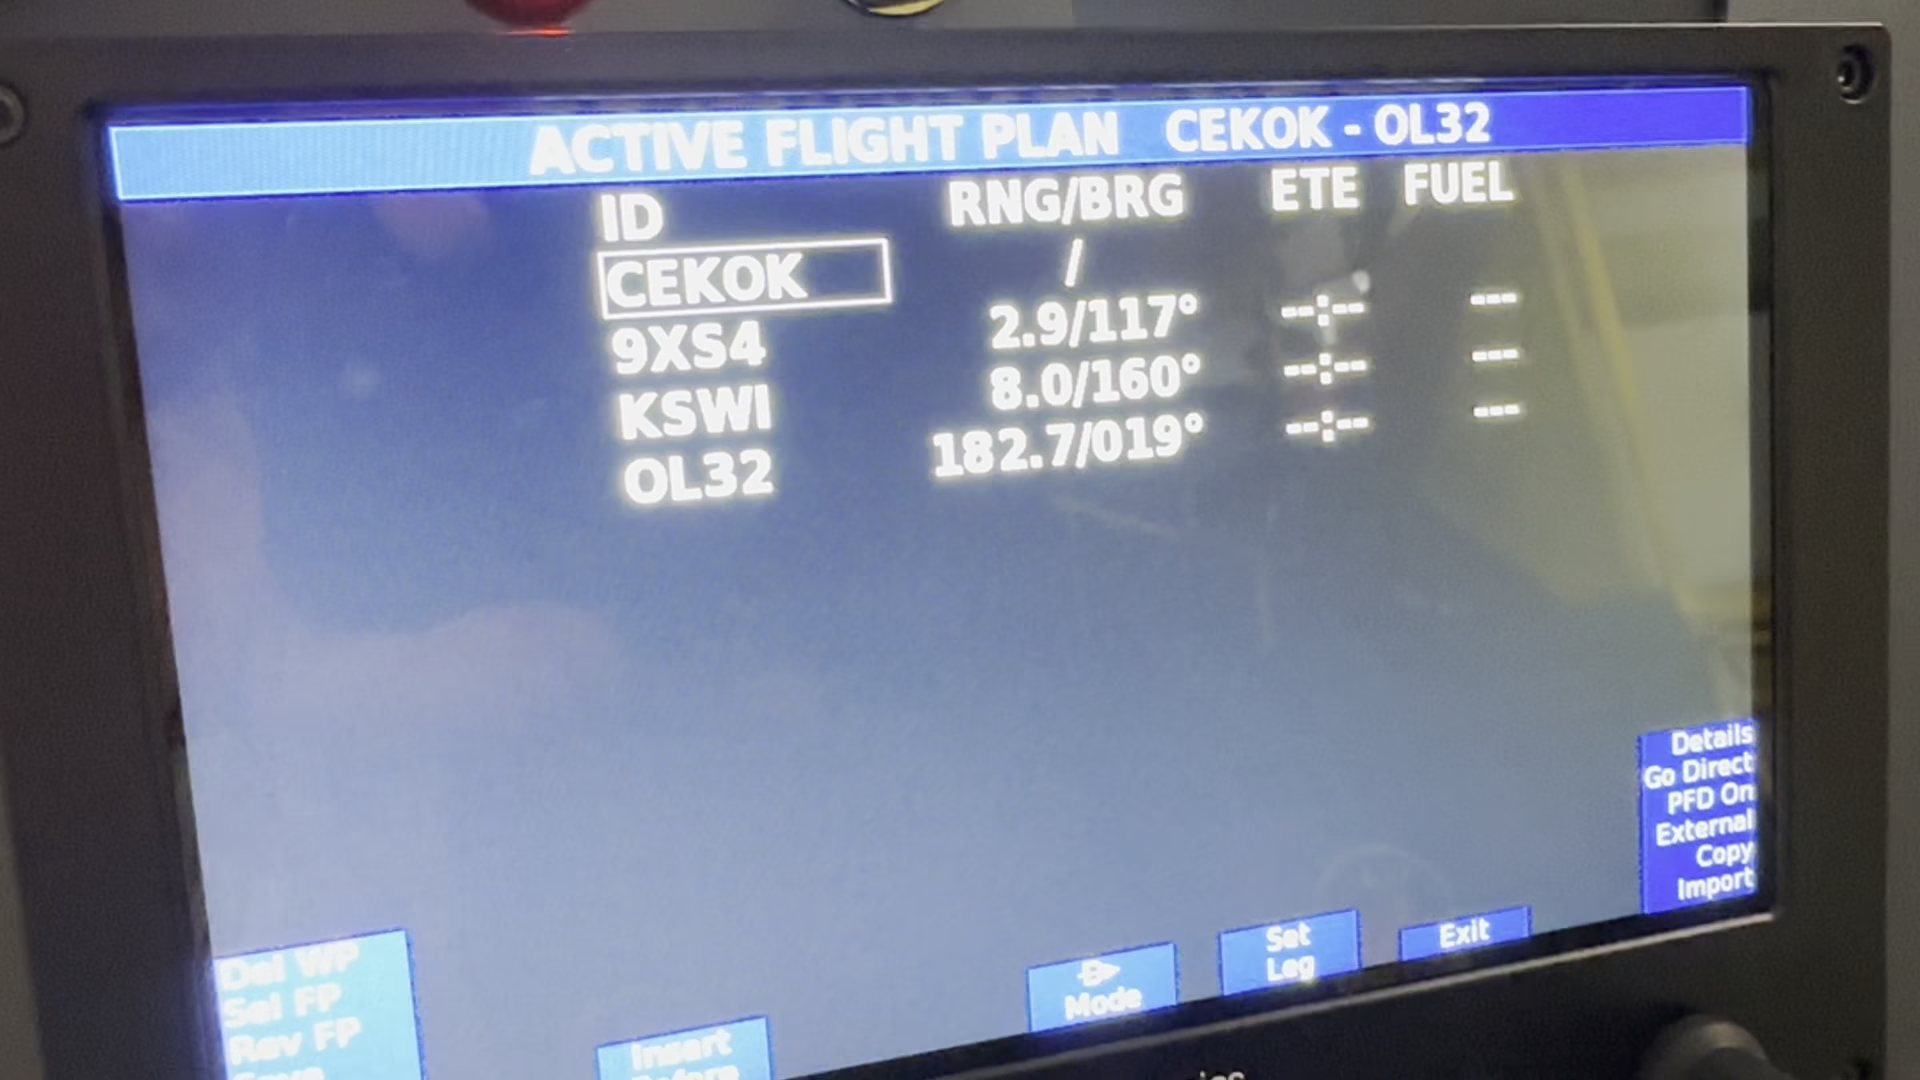 ACTIVE FLIGHT PLAN CEKOK - OL32
ID RNG/BRG ETE FUEL
CEKOK /
9XS4 2.9/117° --:-- ---
KSWI 8.0/160° --:-- ---
OL32 182.7/019° --:-- ---
Details
Go Direct
PFD On
External
Copy
Import
Del WP
Sel FP
Rev FP
Insert
Mode
Set
Leg
Exit